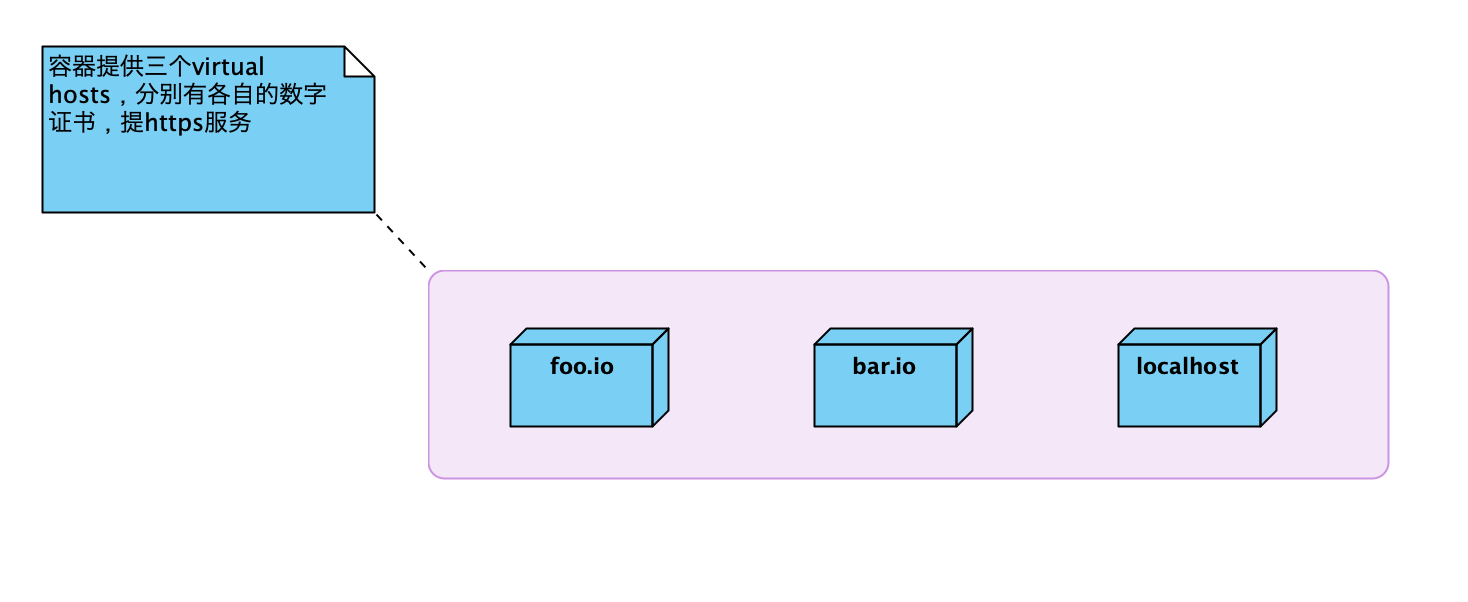 容器提供三个virtual
hosts，分别有各自的数字
证书，提https服务
foo.io
bar.io
localhost